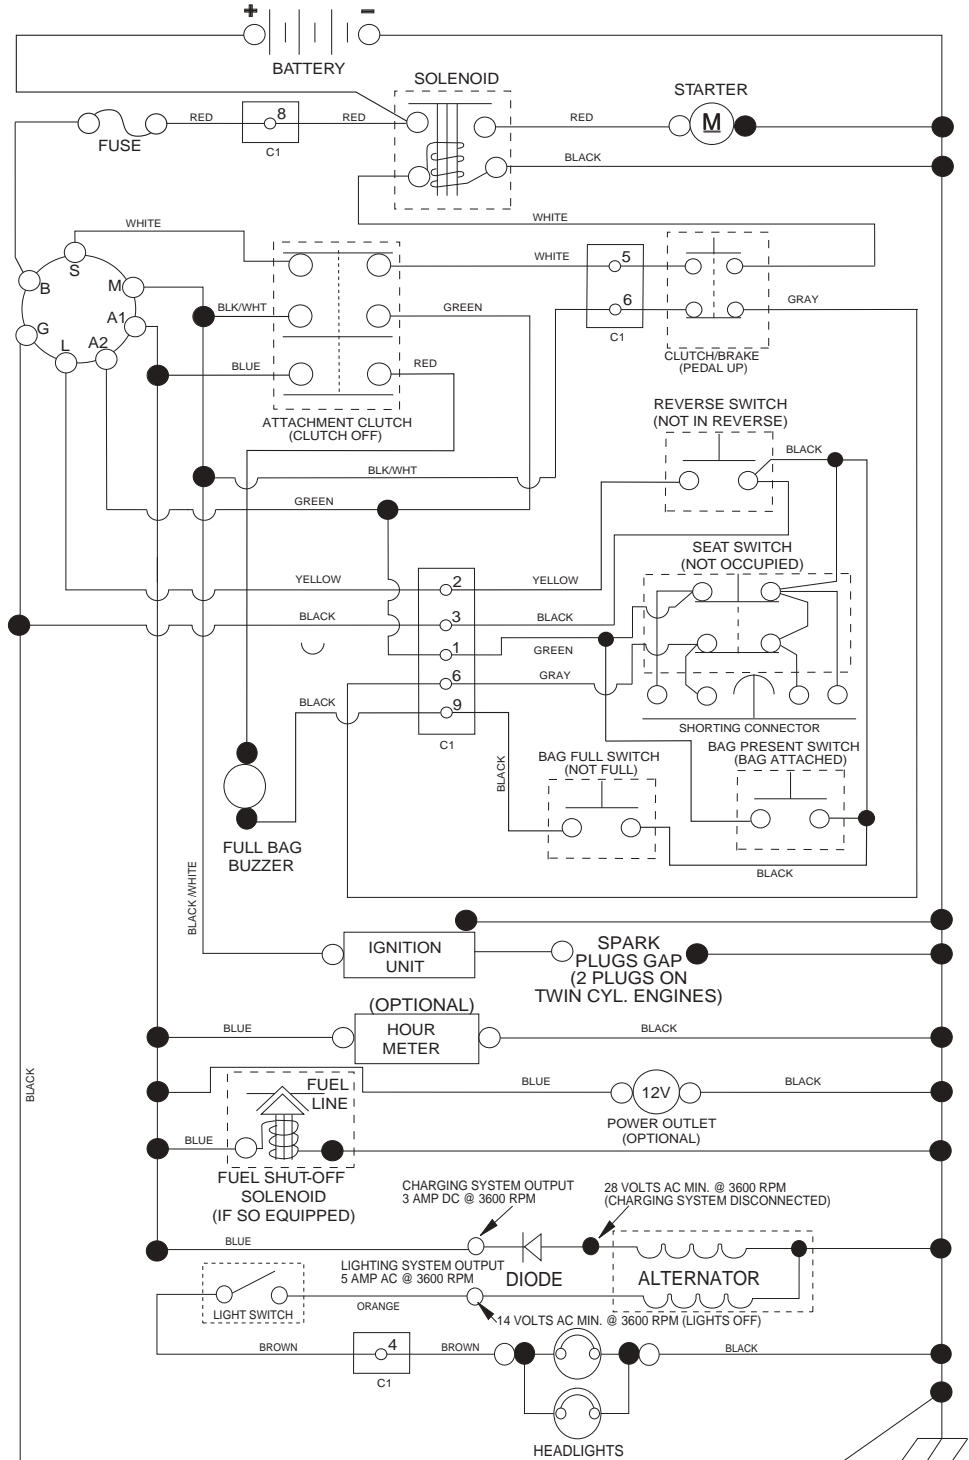 + −
BATTERY
SOLENOID
STARTER
M
FUSE
RED
8
RED
C1
RED
BLACK
WHITE
WHITE
WHITE
5
6
C1
GRAY
CLUTCH/BRAKE
(PEDAL UP)
B
S
M
A1
A2
L
G
BLK/WHT
GREEN
BLUE
RED
ATTACHMENT CLUTCH
(CLUTCH OFF)
REVERSE SWITCH
(NOT IN REVERSE)
BLACK
BLK/WHT
GREEN
SEAT SWITCH
(NOT OCCUPIED)
YELLOW
2
YELLOW
BLACK
3
BLACK
1
GREEN
6
GRAY
BLACK
9
C1
SHORTING CONNECTOR
BLACK
BAG FULL SWITCH
(NOT FULL)
BAG PRESENT SWITCH
(BAG ATTACHED)
FULL BAG
BUZZER
BLACK
BLACK /WHITE
IGNITION
UNIT
SPARK
PLUGS GAP
(2 PLUGS ON
TWIN CYL. ENGINES)
(OPTIONAL)
BLUE
HOUR
METER
BLACK
BLACK
BLUE
12V
BLACK
POWER OUTLET
(OPTIONAL)
FUEL
LINE
BLUE
FUEL SHUT-OFF
SOLENOID
(IF SO EQUIPPED)
CHARGING SYSTEM OUTPUT
3 AMP DC @ 3600 RPM
28 VOLTS AC MIN. @ 3600 RPM
(CHARGING SYSTEM DISCONNECTED)
BLUE
LIGHTING SYSTEM OUTPUT
5 AMP AC @ 3600 RPM
DIODE
ALTERNATOR
LIGHT SWITCH
ORANGE
14 VOLTS AC MIN. @ 3600 RPM (LIGHTS OFF)
BROWN
4
BROWN
C1
BLACK
HEADLIGHTS